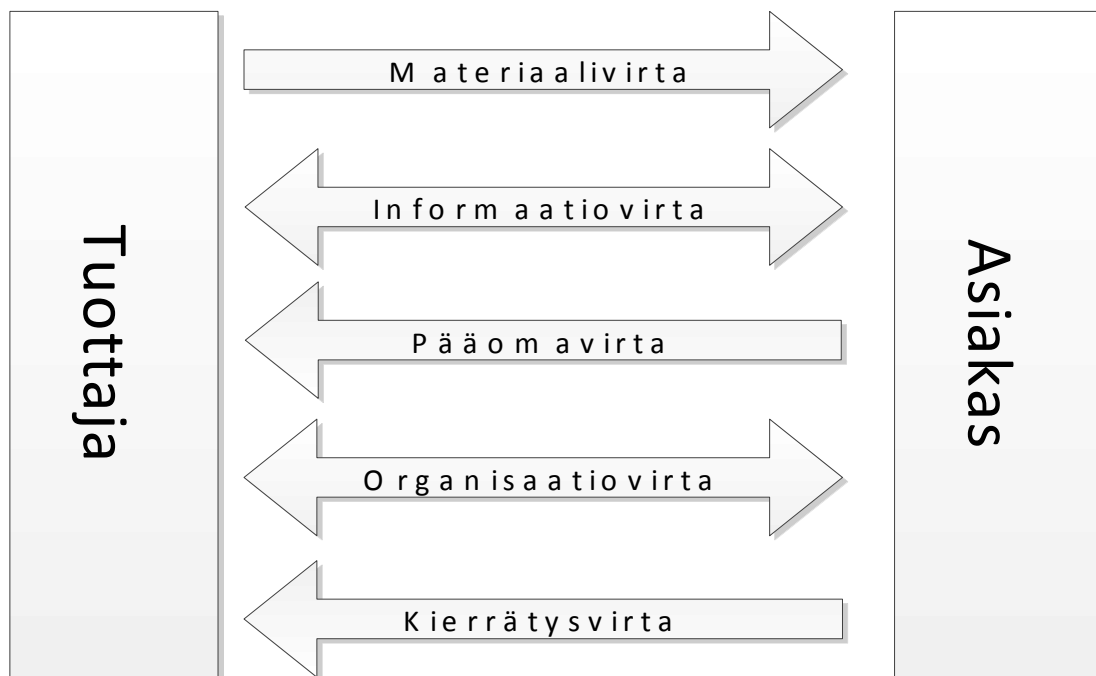 Tuottaja
Materiaalivirta
Informaatiovirta
Pääomavirta
Organisaatiovirta
Kierrätysvirta
Asiakas